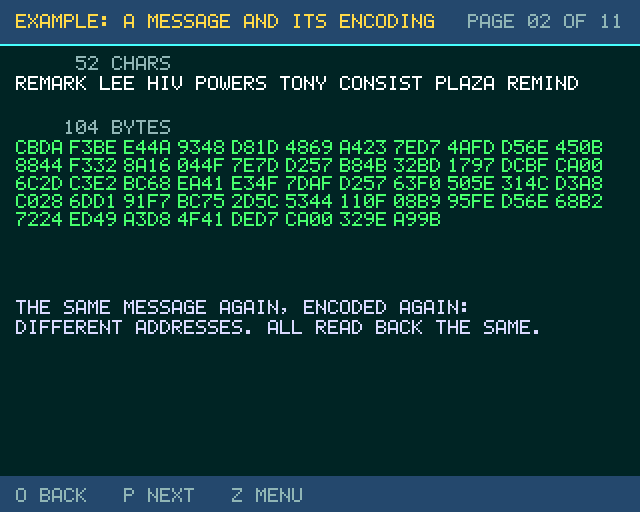 EXAMPLE: A MESSAGE AND ITS ENCODING PAGE 02 OF 11
52 CHARS
REMARK LEE HIV POWERS TONY CONSIST PLAZA REMIND
104 BYTES
CBDA F3BE E44A 9348 D81D 4869 A423 7ED7 4AFD D56E 450B
8844 F332 8A16 044F 7E7D D257 B84B 32BD 1797 DCBF CA00
6C2D C3E2 BC68 EA41 E34F 7DAF D257 63F0 505E 314C D3A8
C028 6DD1 91F7 BC75 2D5C 5344 110F 08B9 95FE D56E 68B2
7224 ED49 A3D8 4F41 DED7 CA00 329E A99B
THE SAME MESSAGE AGAIN, ENCODED AGAIN:
DIFFERENT ADDRESSES. ALL READ BACK THE SAME.
O BACK P NEXT Z MENU